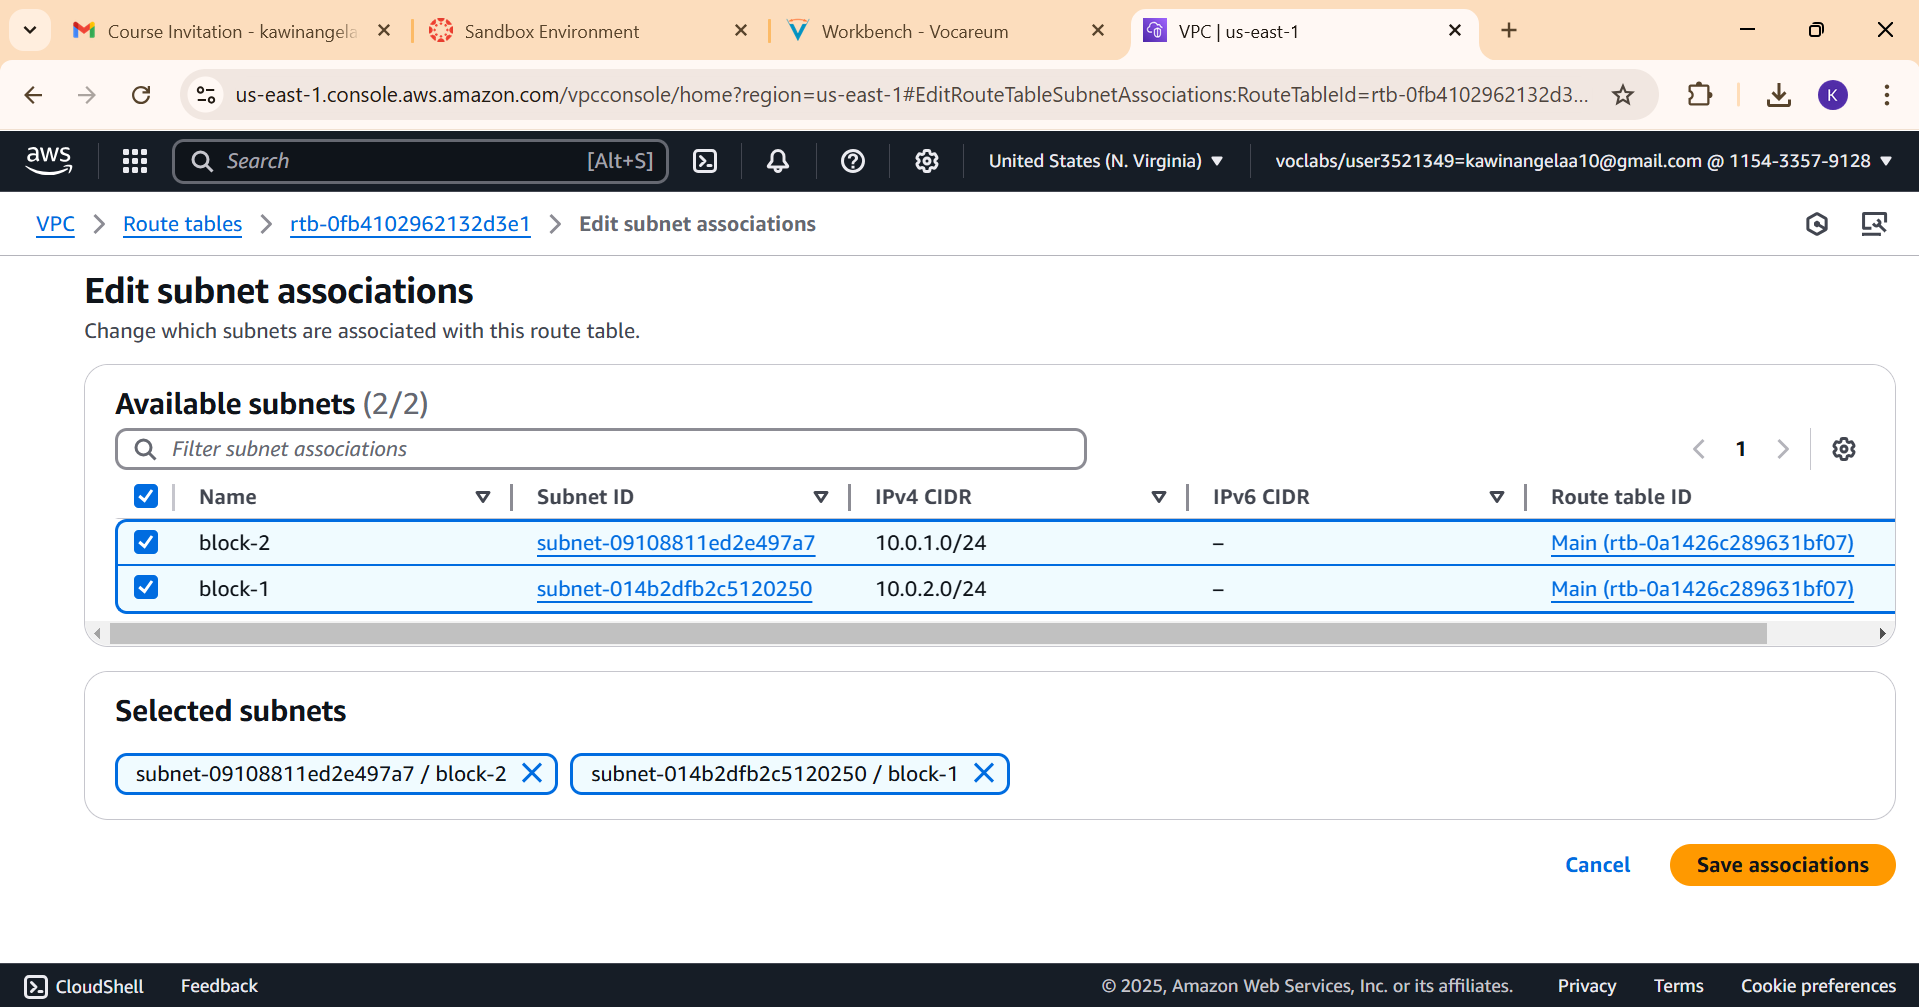 Course Invitation - kawinangela
Sandbox Environment
Workbench - Vocareum
VPC | us-east-1
us-east-1.console.aws.amazon.com/vpcconsole/home?region=us-east-1#EditRouteTableSubnetAssociations:RouteTableId=rtb-0fb4102962132d3...
K
aws
Search
[Alt+S]
United States (N. Virginia)
voclabs/user3521349=kawinangelaa10@gmail.com @ 1154-3357-9128
VPC
Route tables
rtb-0fb4102962132d3e1
Edit subnet associations
Edit subnet associations
Change which subnets are associated with this route table.
Available subnets (2/2)
Filter subnet associations
1
Name
Subnet ID
IPv4 CIDR
IPv6 CIDR
Route table ID
block-2
subnet-09108811ed2e497a7
10.0.1.0/24
–
Main (rtb-0a1426c289631bf07)
block-1
subnet-014b2dfb2c5120250
10.0.2.0/24
–
Main (rtb-0a1426c289631bf07)
Selected subnets
subnet-09108811ed2e497a7 / block-2
subnet-014b2dfb2c5120250 / block-1
Cancel
Save associations
CloudShell
Feedback
© 2025, Amazon Web Services, Inc. or its affiliates.
Privacy
Terms
Cookie preferences